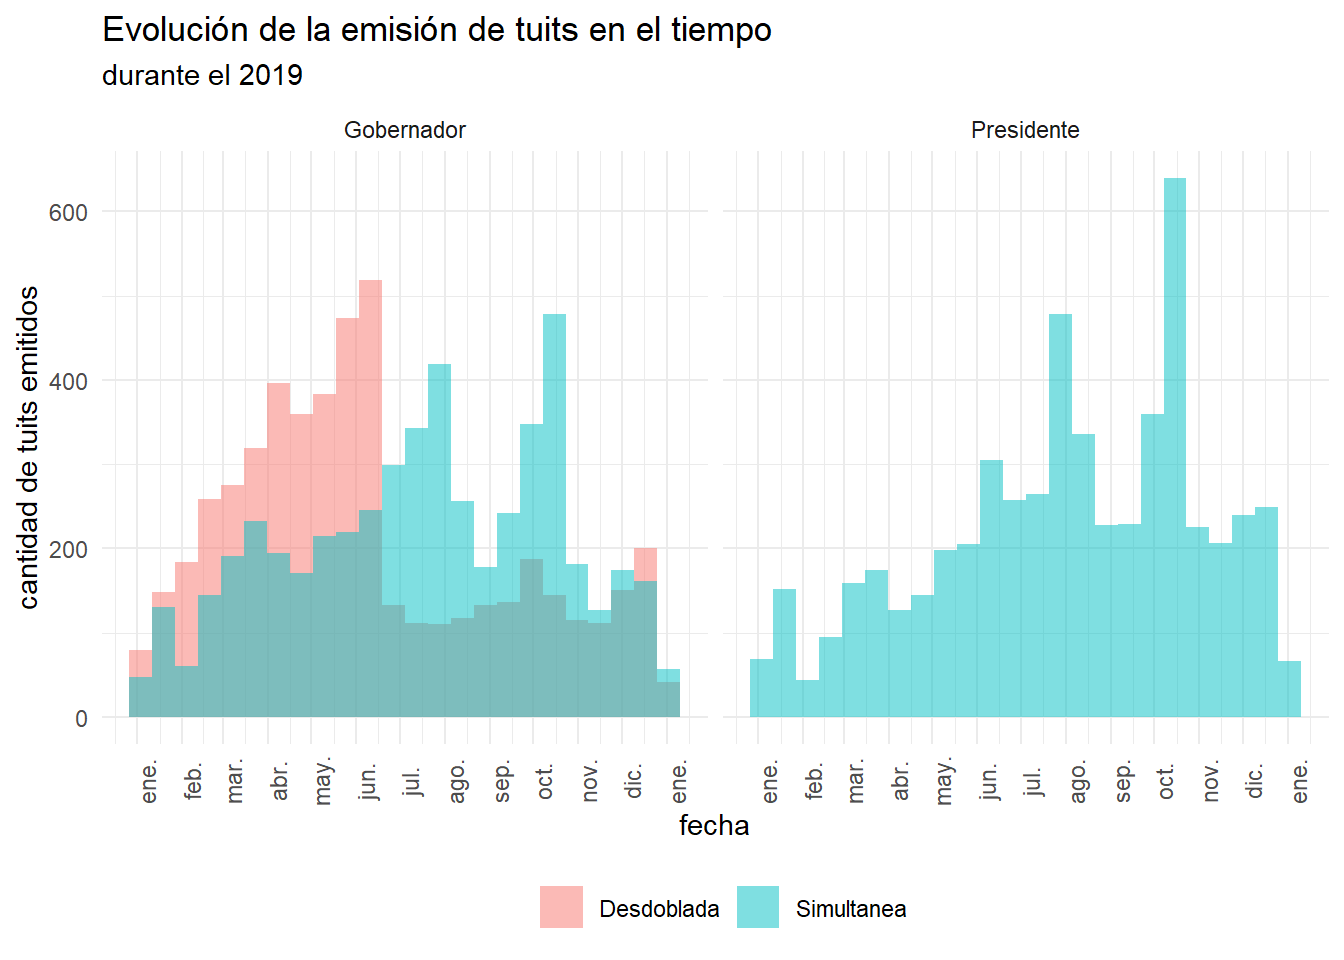 Evolución de la emisión de tuits en el tiempo
durante el 2019
Gobernador
Presidente
cantidad de tuits emitidos
600
400
200
0
ene. feb. mar. abr. may. jun. jul. ago. sep. oct. nov. dic. ene.
ene. feb. mar. abr. may. jun. jul. ago. sep. oct. nov. dic. ene.
fecha
Desdoblada
Simultanea